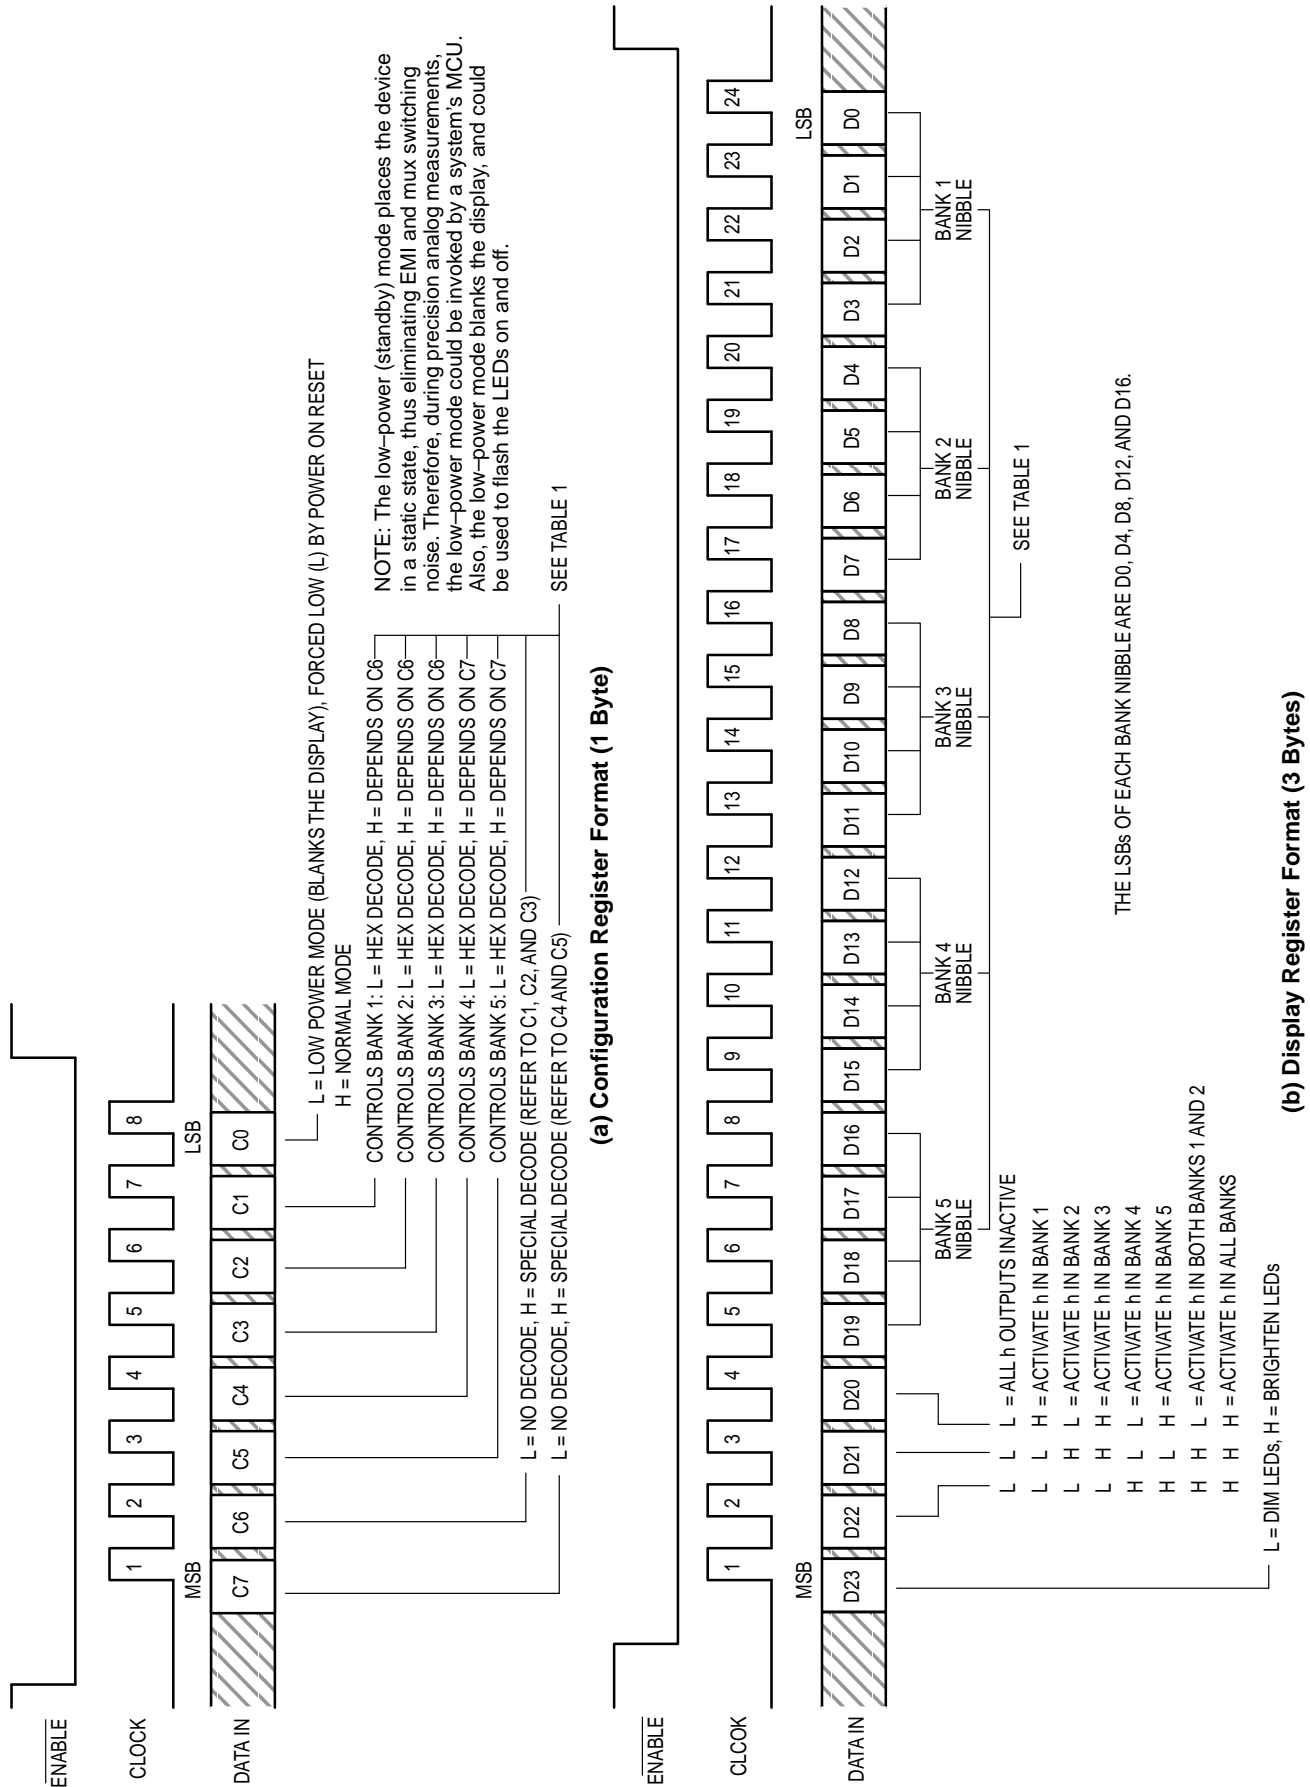 ENABLE
CLOCK
1 2 3 4 5 6 7 8
MSB LSB
DATA IN
C7 C6 C5 C4 C3 C2 C1 C0
L = LOW POWER MODE (BLANKS THE DISPLAY), FORCED LOW (L) BY POWER ON RESET
H = NORMAL MODE
CONTROLS BANK 1: L = HEX DECODE, H = DEPENDS ON C6
CONTROLS BANK 2: L = HEX DECODE, H = DEPENDS ON C6
CONTROLS BANK 3: L = HEX DECODE, H = DEPENDS ON C6
CONTROLS BANK 4: L = HEX DECODE, H = DEPENDS ON C7
CONTROLS BANK 5: L = HEX DECODE, H = DEPENDS ON C7
L = NO DECODE, H = SPECIAL DECODE (REFER TO C1, C2, AND C3)
L = NO DECODE, H = SPECIAL DECODE (REFER TO C4 AND C5)
SEE TABLE 1
NOTE: The low–power (standby) mode places the device
in a static state, thus eliminating EMI and mux switching
noise. Therefore, during precision analog measurements,
the low–power mode could be invoked by a system's MCU.
Also, the low–power mode blanks the display, and could
be used to flash the LEDs on and off.
(a) Configuration Register Format (1 Byte)
ENABLE
CLCOK
1 2 3 4 5 6 7 8 9 10 11 12 13 14 15 16 17 18 19 20 21 22 23 24
MSB LSB
DATA IN
D23 D22 D21 D20 D19 D18 D17 D16 D15 D14 D13 D12 D11 D10 D9 D8 D7 D6 D5 D4 D3 D2 D1 D0
BANK 5
NIBBLE
BANK 4
NIBBLE
BANK 3
NIBBLE
BANK 2
NIBBLE
BANK 1
NIBBLE
SEE TABLE 1
L L L = ALL h OUTPUTS INACTIVE
L L H = ACTIVATE h IN BANK 1
L H L = ACTIVATE h IN BANK 2
L H H = ACTIVATE h IN BANK 3
H L L = ACTIVATE h IN BANK 4
H L H = ACTIVATE h IN BANK 5
H H L = ACTIVATE h IN BOTH BANKS 1 AND 2
H H H = ACTIVATE h IN ALL BANKS
L = DIM LEDs, H = BRIGHTEN LEDs
THE LSBs OF EACH BANK NIBBLE ARE D0, D4, D8, D12, AND D16.
(b) Display Register Format (3 Bytes)